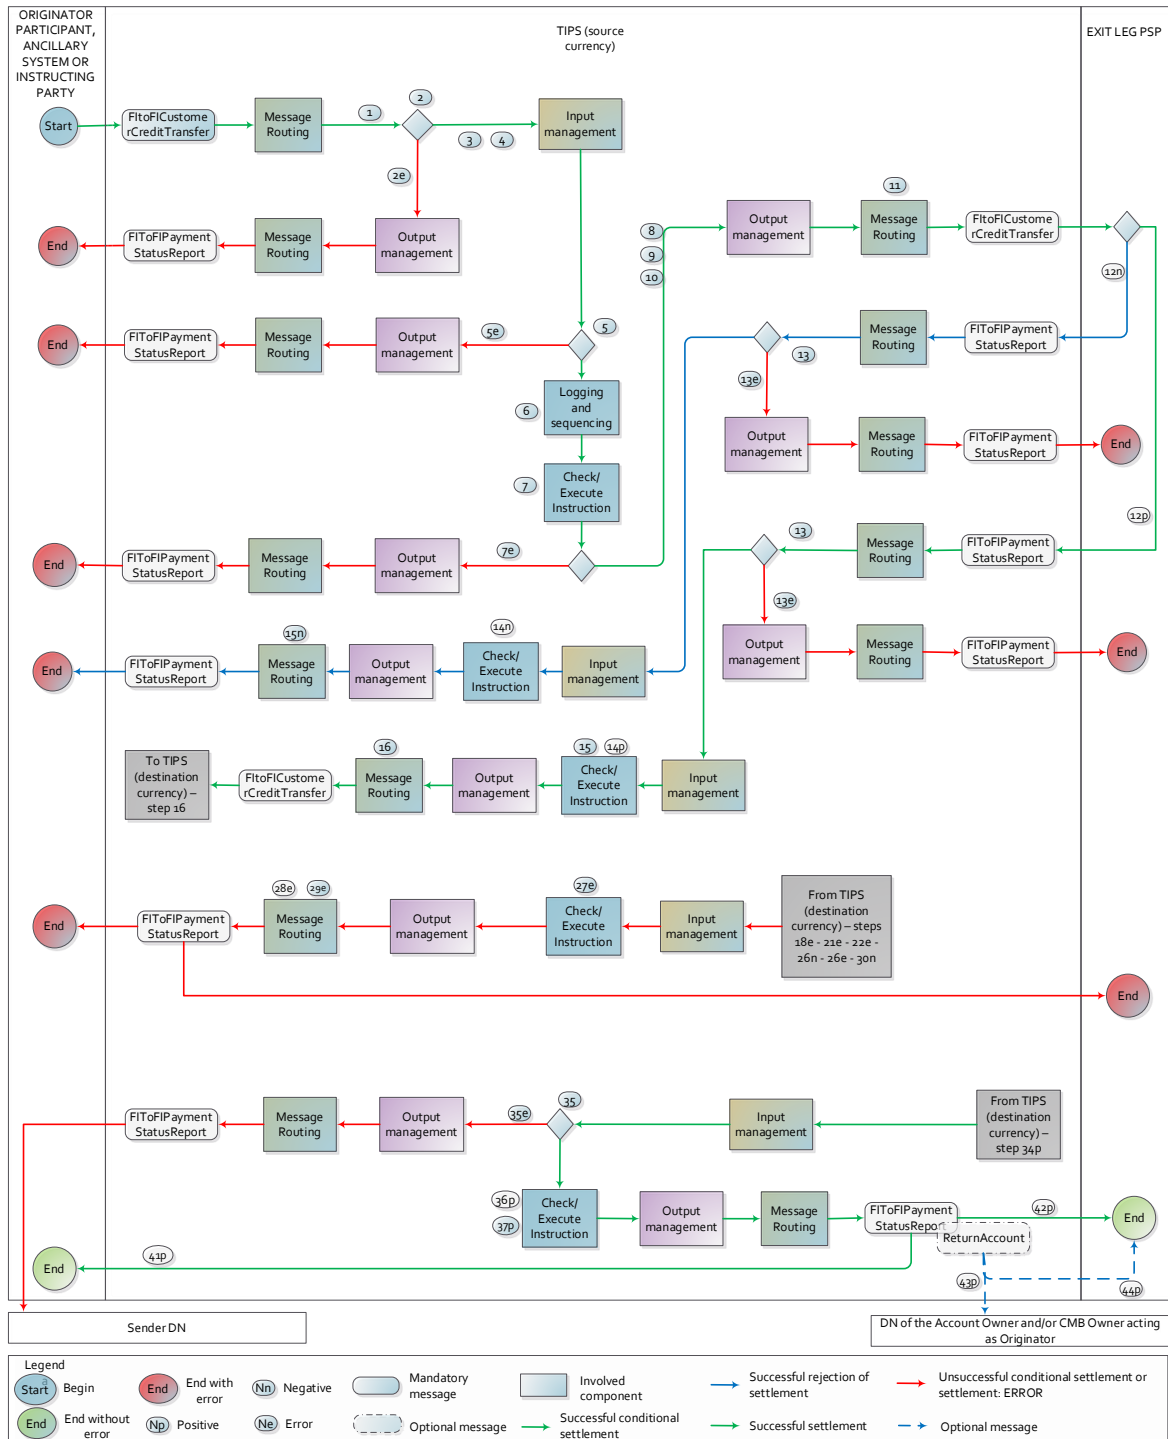 ORIGINATOR
PARTICIPANT,
ANCILLARY
SYSTEM OR
INSTRUCTING
PARTY
TIPS (source
currency)
EXIT LEG PSP
Start
FItoFICustome
rCreditTransfer
Message
Routing
1
2
3
4
Input
management
2e
End
FIToFIPayment
StatusReport
Message
Routing
Output
management
8
9
10
Output
management
11
Message
Routing
FItoFICustome
rCreditTransfer
12n
End
FIToFIPayment
StatusReport
Message
Routing
Output
management
5e
5
13
Message
Routing
FIToFIPayment
StatusReport
13e
6
Logging
and
sequencing
Output
management
Message
Routing
FIToFIPayment
StatusReport
End
7
Check/
Execute
Instruction
12p
End
FIToFIPayment
StatusReport
Message
Routing
Output
management
7e
13
Message
Routing
FIToFIPayment
StatusReport
13e
Output
management
Message
Routing
FIToFIPayment
StatusReport
End
End
FIToFIPayment
StatusReport
15n
Message
Routing
Output
management
14n
Check/
Execute
Instruction
Input
management
To TIPS
(destination
currency) –
step 16
FItoFICustome
rCreditTransfer
16
Message
Routing
Output
management
15
14p
Check/
Execute
Instruction
Input
management
End
FIToFIPayment
StatusReport
28e
29e
Message
Routing
Output
management
27e
Check/
Execute
Instruction
Input
management
From TIPS
(destination
currency) – steps
18e - 21e - 22e -
26n - 26e - 30n
End
FIToFIPayment
StatusReport
Message
Routing
Output
management
35e
35
Input
management
From TIPS
(destination
currency) –
step 34p
36p
37p
Check/
Execute
Instruction
Output
management
Message
Routing
FIToFIPayment
StatusReport
ReturnAccount
42p
End
End
41p
43p
44p
Sender DN
DN of the Account Owner and/or CMB Owner acting
as Originator
Legend
Start
a
Begin
End
End with
error
Nn
Negative
Mandatory
message
Involved
component
Successful rejection of
settlement
Unsuccessful conditional settlement or
settlement: ERROR
End
End without
error
Np
Positive
Ne
Error
Optional message
Successful conditional
settlement
Successful settlement
Optional message